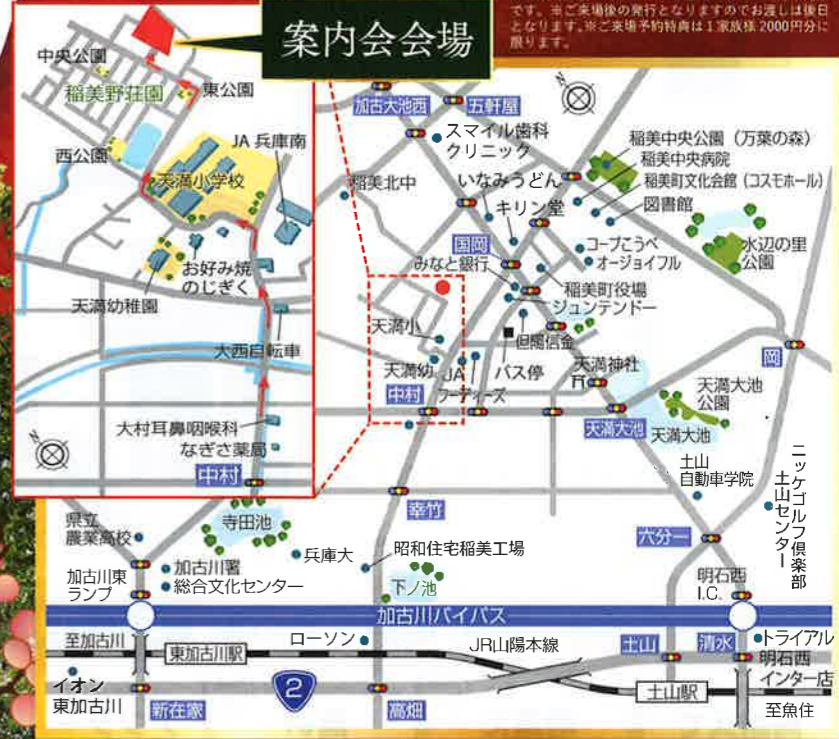 です。※ご来場後の発行となりますのでお渡しは後日
となります。※ご来場予約特典は1家族様2000円分に
限ります。
案内会会場
中央公園
稲美野荘園
東公園
西公園
JA 兵庫南
天満小学校
お好み焼
のじぎく
天満幼稚園
大西自転車
大村耳鼻咽喉科
なぎさ薬局
中村
N
加古大池西
五軒屋
N
スマイル歯科
クリニック
稲美中央公園（万葉の森）
稲美中央病院
稲美町文化会館（コスモホール）
図書館
稲美北中
いなみうどん
キリン堂
国岡
みなと銀行
コープこうべ
オージョイフル
水辺の里
公園
稲美町役場
ジュンテンドー
天満小
但陽信金
天満幼
JA
フーディーズ
バス停
天満神社
岡
中村
天満大池
公園
天満大池
天満大池
土山
自動車学院
ニッケゴルフ倶楽部
土山センター
幸竹
六分一
県立
農業高校
寺田池
兵庫大
昭和住宅稲美工場
加古川東
ランプ
加古川署
総合文化センター
下ノ池
明石西
I.C.
加古川バイパス
至加古川
東加古川駅
ローソン
JR山陽本線
土山
清水
トライアル
明石西
インター店
イオン
東加古川
新在家
2
高畑
土山駅
至魚住